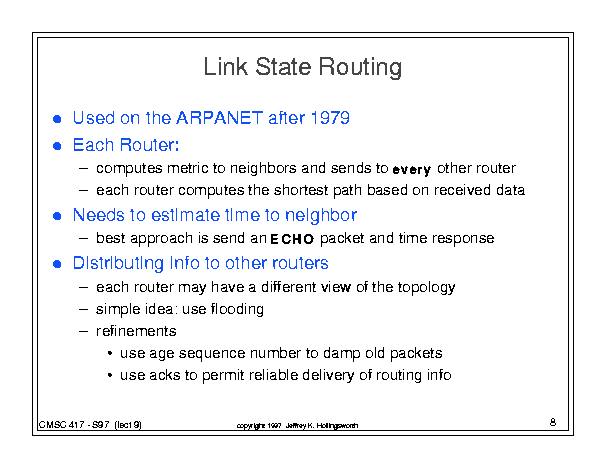 Link State Routing
● Used on the ARPANET after 1979
● Each Router:
– computes metric to neighbors and sends to every other router
– each router computes the shortest path based on received data
● Needs to estimate time to neighbor
– best approach is send an ECHO packet and time response
● Distributing info to other routers
– each router may have a different view of the topology
– simple idea: use flooding
– refinements
• use age sequence number to damp old packets
• use acks to permit reliable delivery of routing info
CMSC 417 - S97 (lect9) copyright 1997 Jeffrey K. Hollingsworth 8